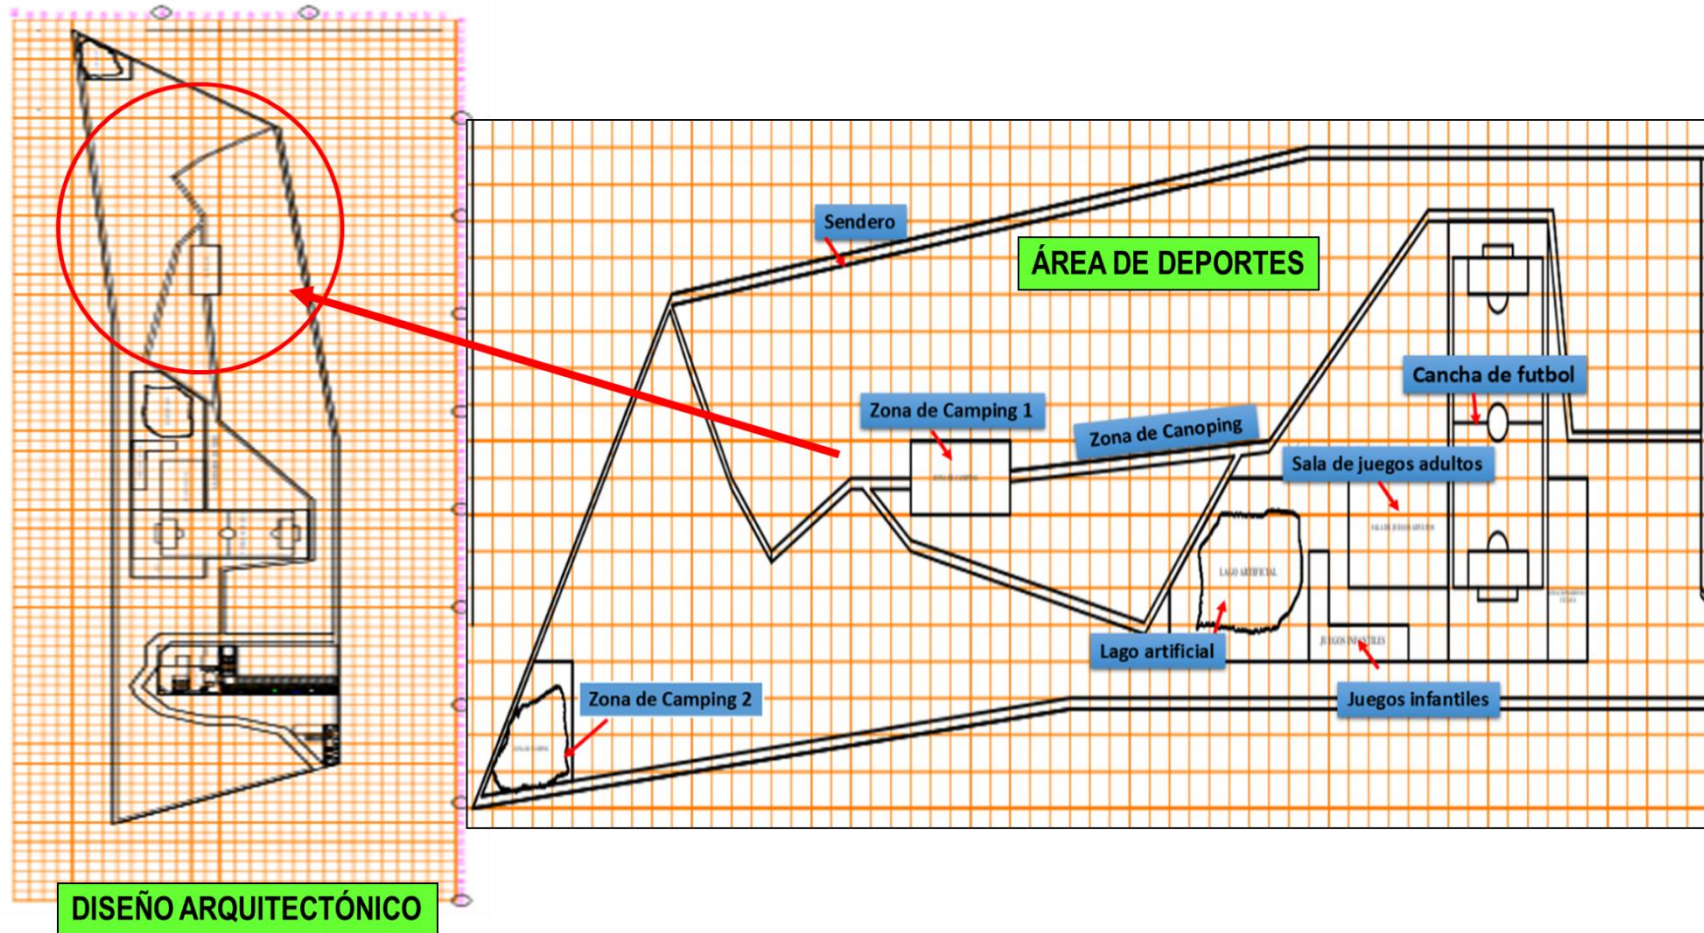 Sendero
ÁREA DE DEPORTES
Cancha de futbol
Zona de Camping 1
Zona de Canoping
Sala de juegos adultos
LAGO ARTIFICIAL
JUEGOS INFANTILES
Lago artificial
Zona de Camping 2
Juegos infantiles
DISEÑO ARQUITECTÓNICO